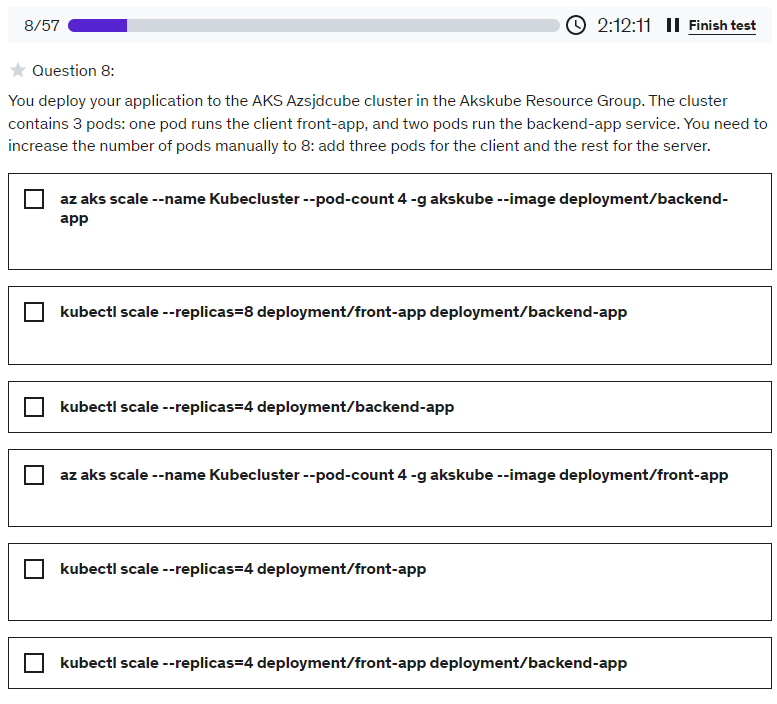 8/57
2:12:11
Finish test
Question 8:
You deploy your application to the AKS Azsjdcube cluster in the Akskube Resource Group. The cluster
contains 3 pods: one pod runs the client front-app, and two pods run the backend-app service. You need to
increase the number of pods manually to 8: add three pods for the client and the rest for the server.
az aks scale --name Kubecluster --pod-count 4 -g akskube --image deployment/backend-
app
kubectl scale --replicas=8 deployment/front-app deployment/backend-app
kubectl scale --replicas=4 deployment/backend-app
az aks scale --name Kubecluster --pod-count 4 -g akskube --image deployment/front-app
kubectl scale --replicas=4 deployment/front-app
kubectl scale --replicas=4 deployment/front-app deployment/backend-app